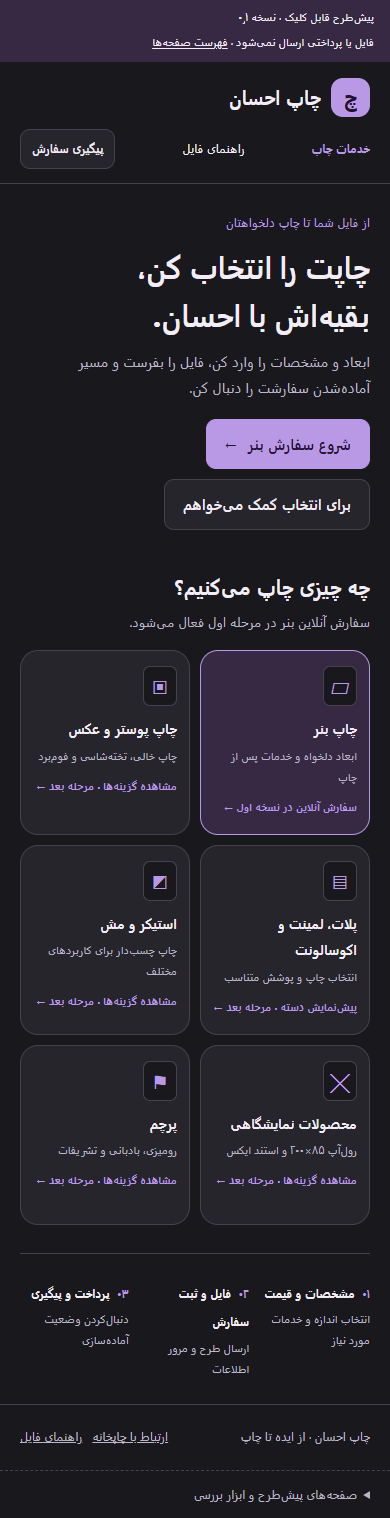 پیش‌طرح قابل کلیک · نسخه ۰.۱
فایل یا پرداختی ارسال نمی‌شود · فهرست صفحه‌ها
چ چاپ احسان
خدمات چاپ
راهنمای فایل
پیگیری سفارش
از فایل شما تا چاپ دلخواهتان
چاپت را انتخاب کن،
بقیه‌اش با احسان.
ابعاد و مشخصات را وارد کن، فایل را بفرست و مسیر
آماده‌شدن سفارشت را دنبال کن.
شروع سفارش بنر ←
برای انتخاب کمک می‌خواهم
چه چیزی چاپ می‌کنیم؟
سفارش آنلاین بنر در مرحله اول فعال می‌شود.
چاپ بنر
ابعاد دلخواه و خدمات پس از
چاپ
سفارش آنلاین در نسخه اول ←
چاپ پوستر و عکس
چاپ خالی، تخته‌شاسی و فوم‌برد
مشاهده گزینه‌ها · مرحله بعد ←
پلات، لمینت و
اکوسالونت
انتخاب چاپ و پوشش متناسب
پیش‌نمایش دسته · مرحله بعد ←
استیکر و مش
چاپ چسب‌دار برای کاربردهای
مختلف
مشاهده گزینه‌ها · مرحله بعد ←
محصولات نمایشگاهی
رول‌آپ ۸۵×۲۰۰ و استند ایکس
مشاهده گزینه‌ها · مرحله بعد ←
پرچم
رومیزی، بادبانی و تشریفات
مشاهده گزینه‌ها · مرحله بعد ←
۰۱ مشخصات و قیمت
انتخاب اندازه و خدمات
مورد نیاز
۰۲ فایل و ثبت
سفارش
ارسال طرح و مرور
اطلاعات
۰۳ پرداخت و پیگیری
دنبال‌کردن وضعیت
آماده‌سازی
چاپ احسان · از ایده تا چاپ
ارتباط با چاپخانه
راهنمای فایل
◀ صفحه‌های پیش‌طرح و ابزار بررسی